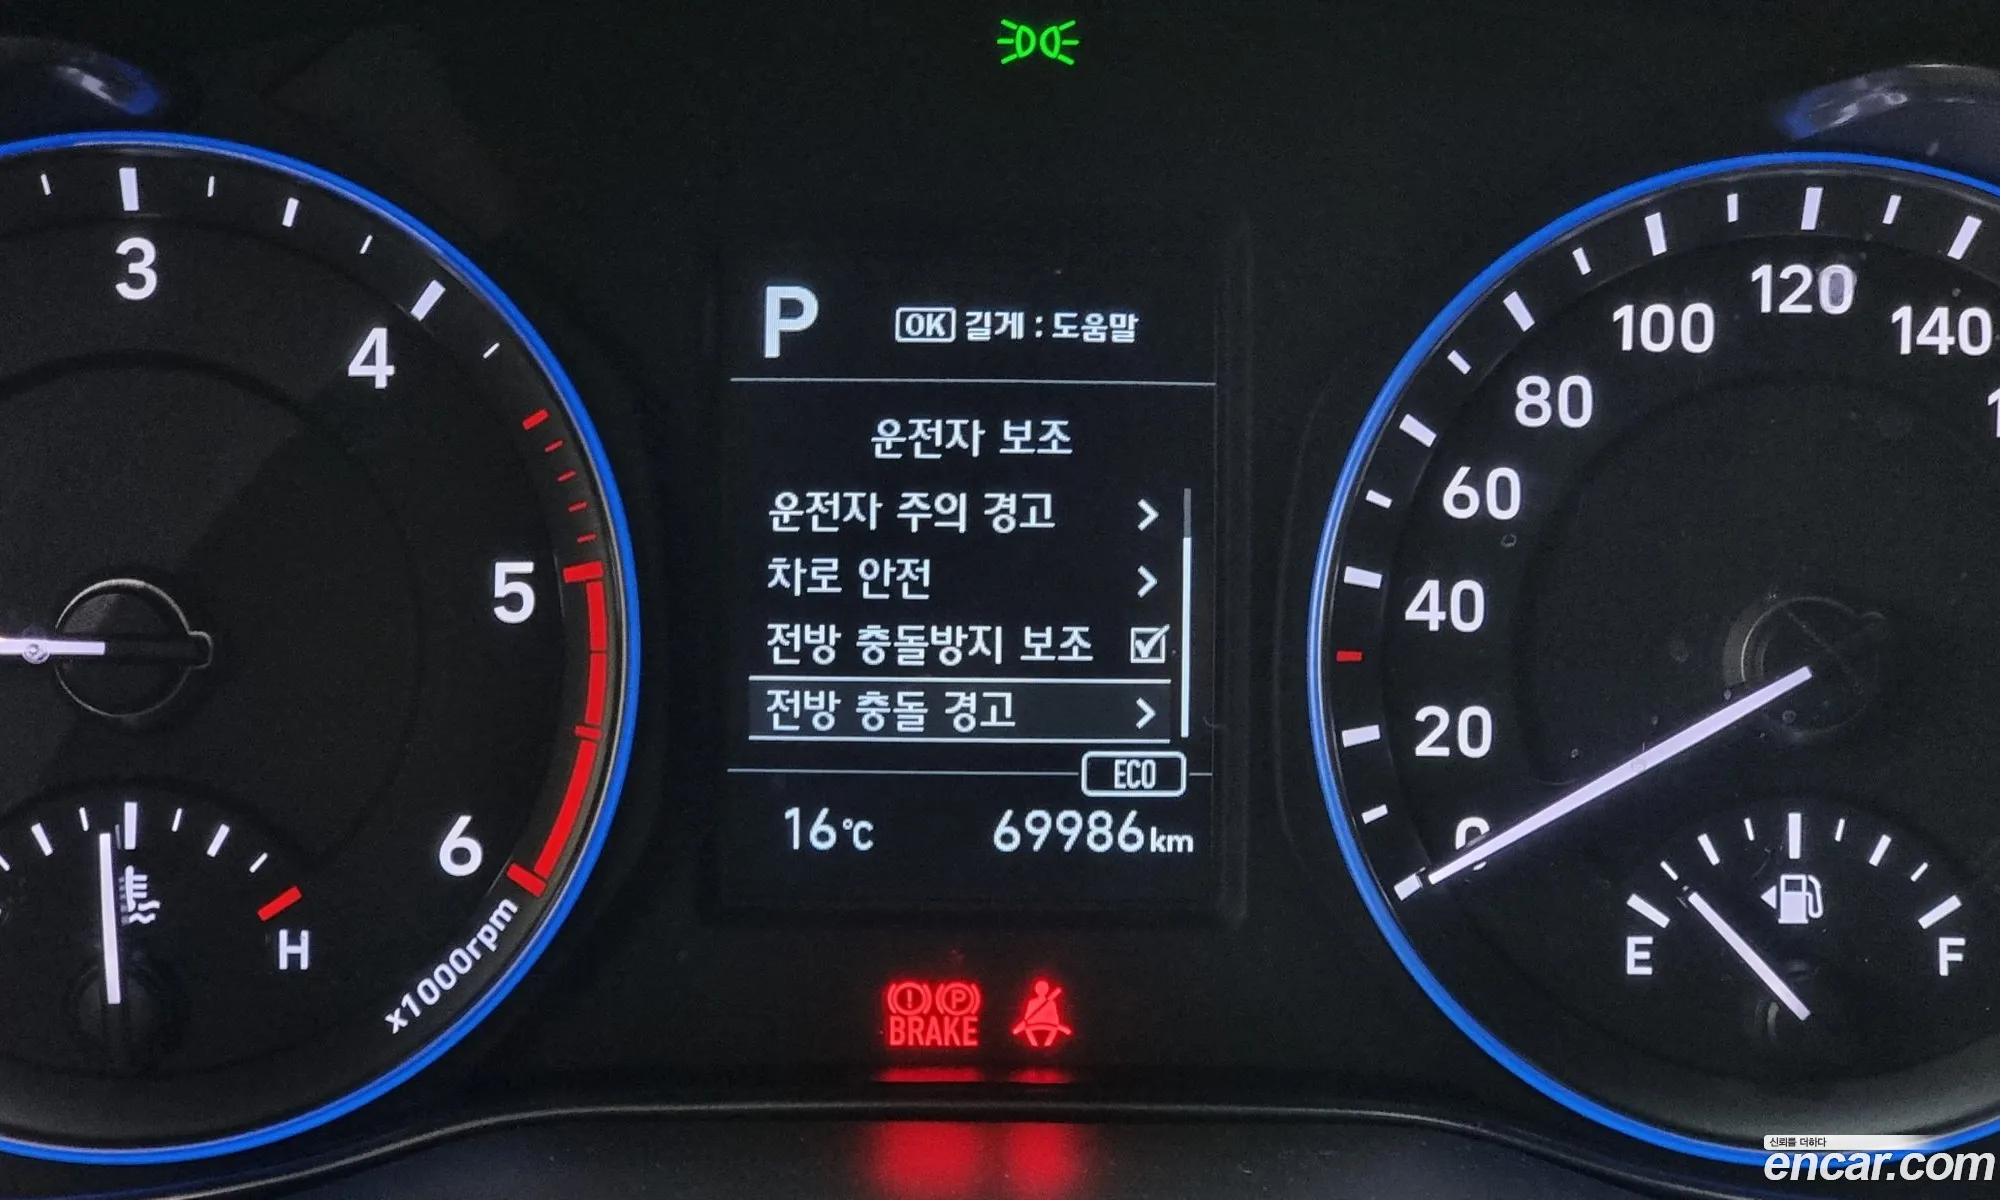 3
4
5
6
x1000rpm
H
P
OK 길게 : 도움말
운전자 보조
운전자 주의 경고
차로 안전
전방 충돌방지 보조
전방 충돌 경고
ECO
16°C 69986km
BRAKE
0
20
40
60
80
100
120
140
E
F
신뢰를 더하다
encar.com